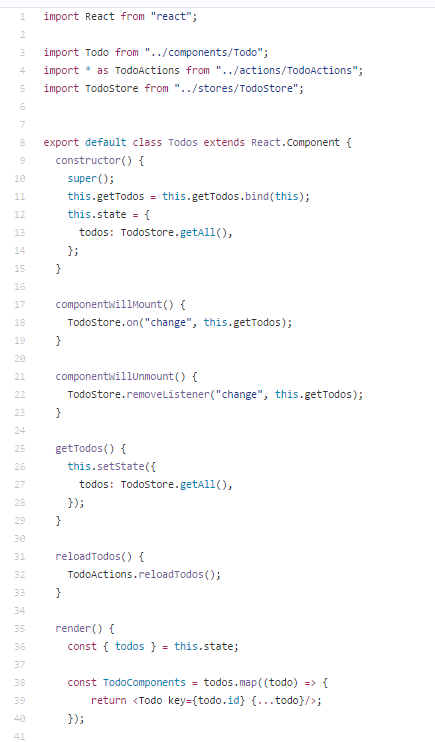 1 import React from "react";
2
3 import Todo from "../components/Todo";
4 import * as TodoActions from "../actions/TodoActions";
5 import TodoStore from "../stores/TodoStore";
6
7
8 export default class Todos extends React.Component {
9   constructor() {
10     super();
11     this.getTodos = this.getTodos.bind(this);
12     this.state = {
13       todos: TodoStore.getAll(),
14     };
15   }
16
17   componentWillMount() {
18     TodoStore.on("change", this.getTodos);
19   }
20
21   componentWillUnmount() {
22     TodoStore.removeListener("change", this.getTodos);
23   }
24
25   getTodos() {
26     this.setState({
27       todos: TodoStore.getAll(),
28     });
29   }
30
31   reloadTodos() {
32     TodoActions.reloadTodos();
33   }
34
35   render() {
36     const { todos } = this.state;
37
38     const TodoComponents = todos.map((todo) => {
39         return <Todo key={todo.id} {...todo}/>;
40     });
41